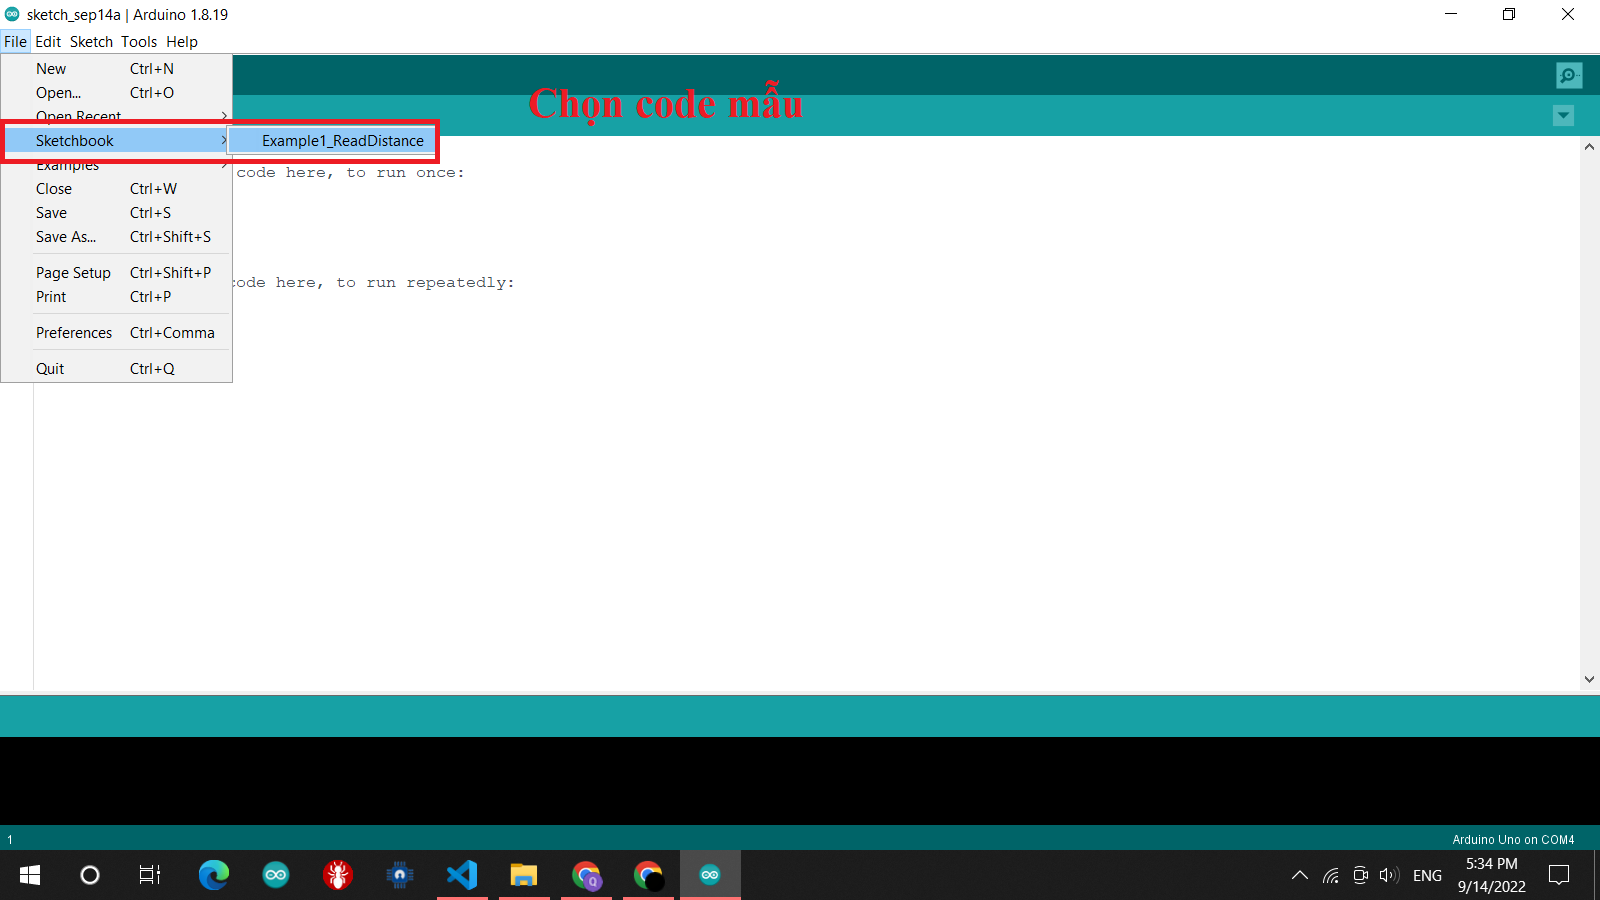 sketch_sep14a | Arduino 1.8.19
File Edit Sketch Tools Help
New Ctrl+N
Open... Ctrl+O
Chọn code mẫu
Open Recent
Sketchbook Example1_ReadDistance
Examples
code here, to run once:
Close Ctrl+W
Save Ctrl+S
Save As... Ctrl+Shift+S
Page Setup Ctrl+Shift+P
code here, to run repeatedly:
Print Ctrl+P
Preferences Ctrl+Comma
Quit Ctrl+Q
1 Arduino Uno on COM4
Q
ENG
5:34 PM
9/14/2022